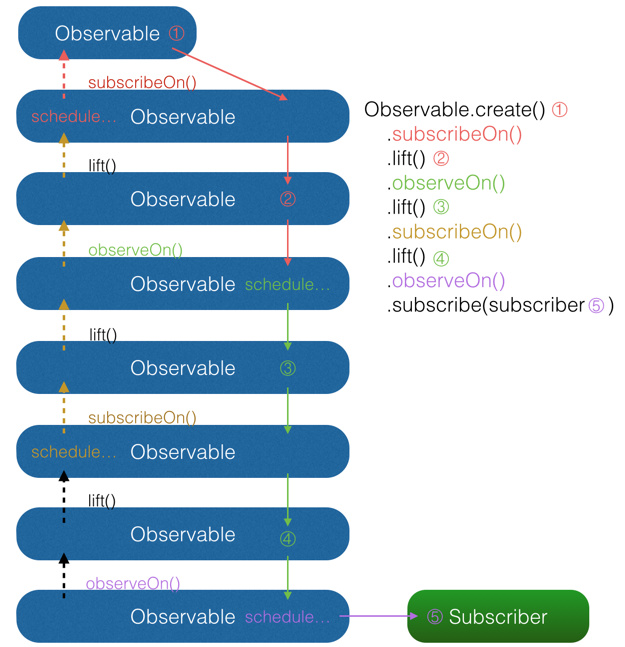 Observable ①
subscribeOn()
schedule... Observable
lift()
Observable ②
observeOn()
Observable schedule...
lift()
Observable ③
subscribeOn()
schedule... Observable
lift()
Observable ④
observeOn()
Observable schedule...
⑤ Subscriber
Observable.create() ①
.subscribeOn()
.lift() ②
.observeOn()
.lift() ③
.subscribeOn()
.lift() ④
.observeOn()
.subscribe(subscriber⑤)